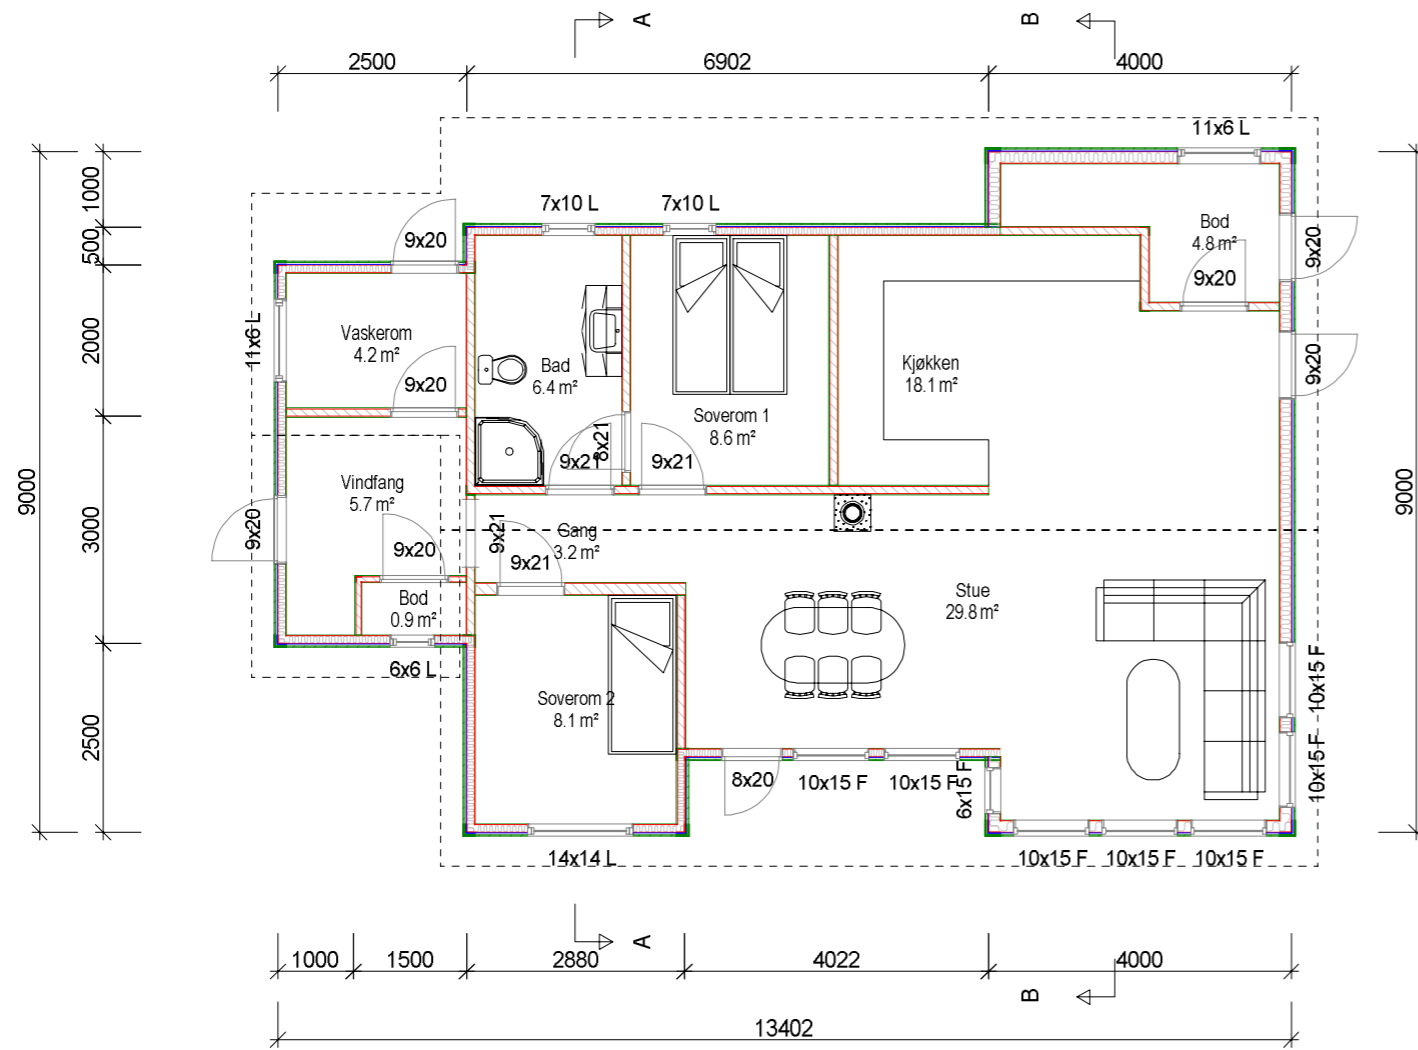 A
B
2500
6902
4000
11x6 L
7x10 L
7x10 L
1000
500
2000
3000
2500
9000
9000
9x20
Bod
4.8 m²
9x20
9x20
11x6 L
Vaskerom
4.2 m²
9x20
Bad
6.4 m²
Soverom 1
8.6 m²
Kjøkken
18.1 m²
9x20
9x21
8x21
9x21
Vindfang
5.7 m²
9x20
9x20
9x21
Gang
3.2 m²
9x21
Bod
0.9 m²
6x6 L
Stue
29.8 m²
Soverom 2
8.1 m²
10x15 F
10x15 F
8x20
10x15 F
10x15 F
6x15 F
14x14 L
10x15 F
10x15 F
10x15 F
A
B
1000
1500
2880
4022
4000
13402